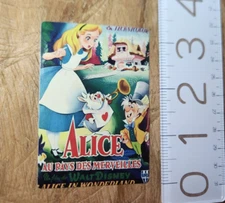 ALICE
AU PAYS DES MERVEILLES
WALT DISNEY
ALICE IN WONDERLAND
0 1 2 3 4